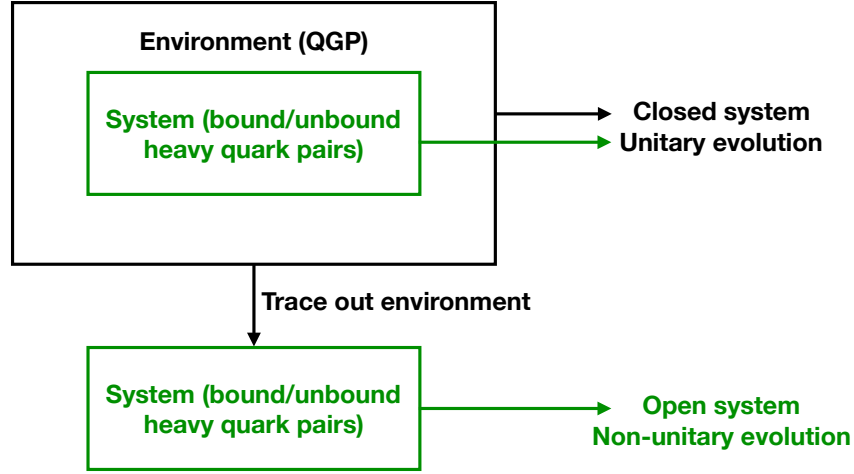 Environment (QGP)
System (bound/unbound
heavy quark pairs)
Closed system
Unitary evolution
Trace out environment
System (bound/unbound
heavy quark pairs)
Open system
Non-unitary evolution